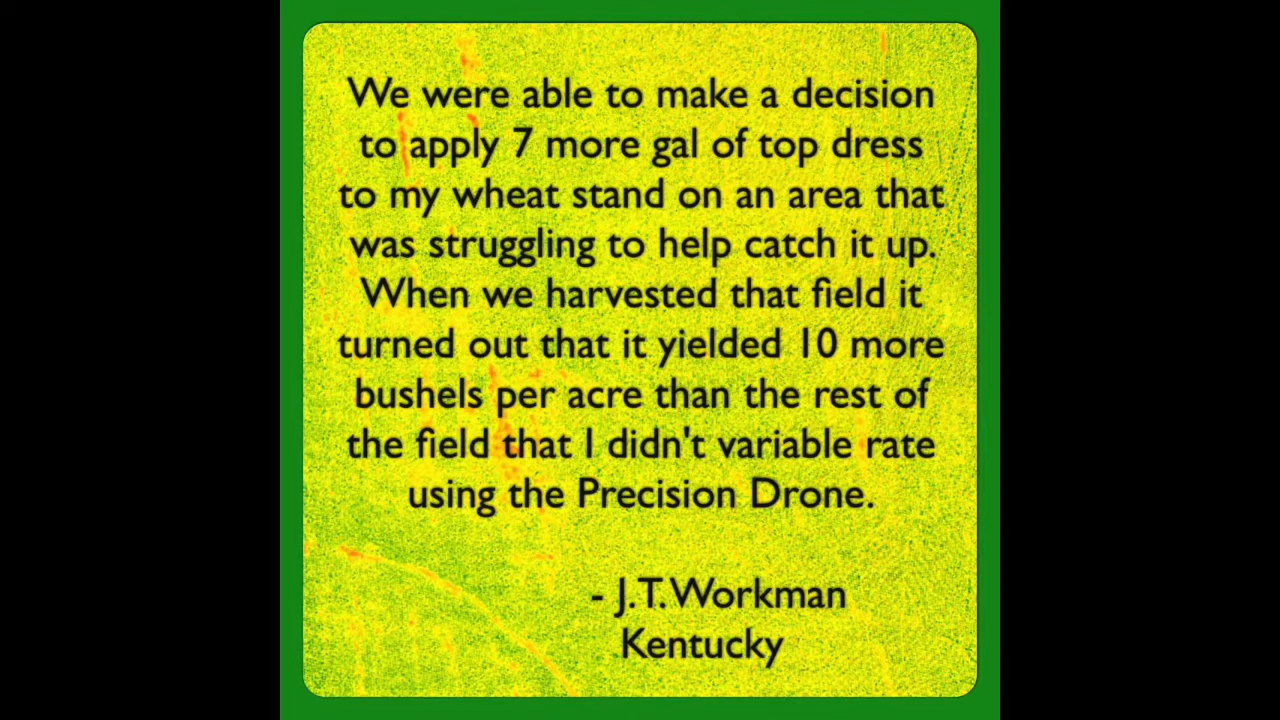 We were able to make a decision
to apply 7 more gal of top dress
to my wheat stand on an area that
was struggling to help catch it up.
When we harvested that field it
turned out that it yielded 10 more
bushels per acre than the rest of
the field that I didn't variable rate
using the Precision Drone.
- J.T. Workman
Kentucky